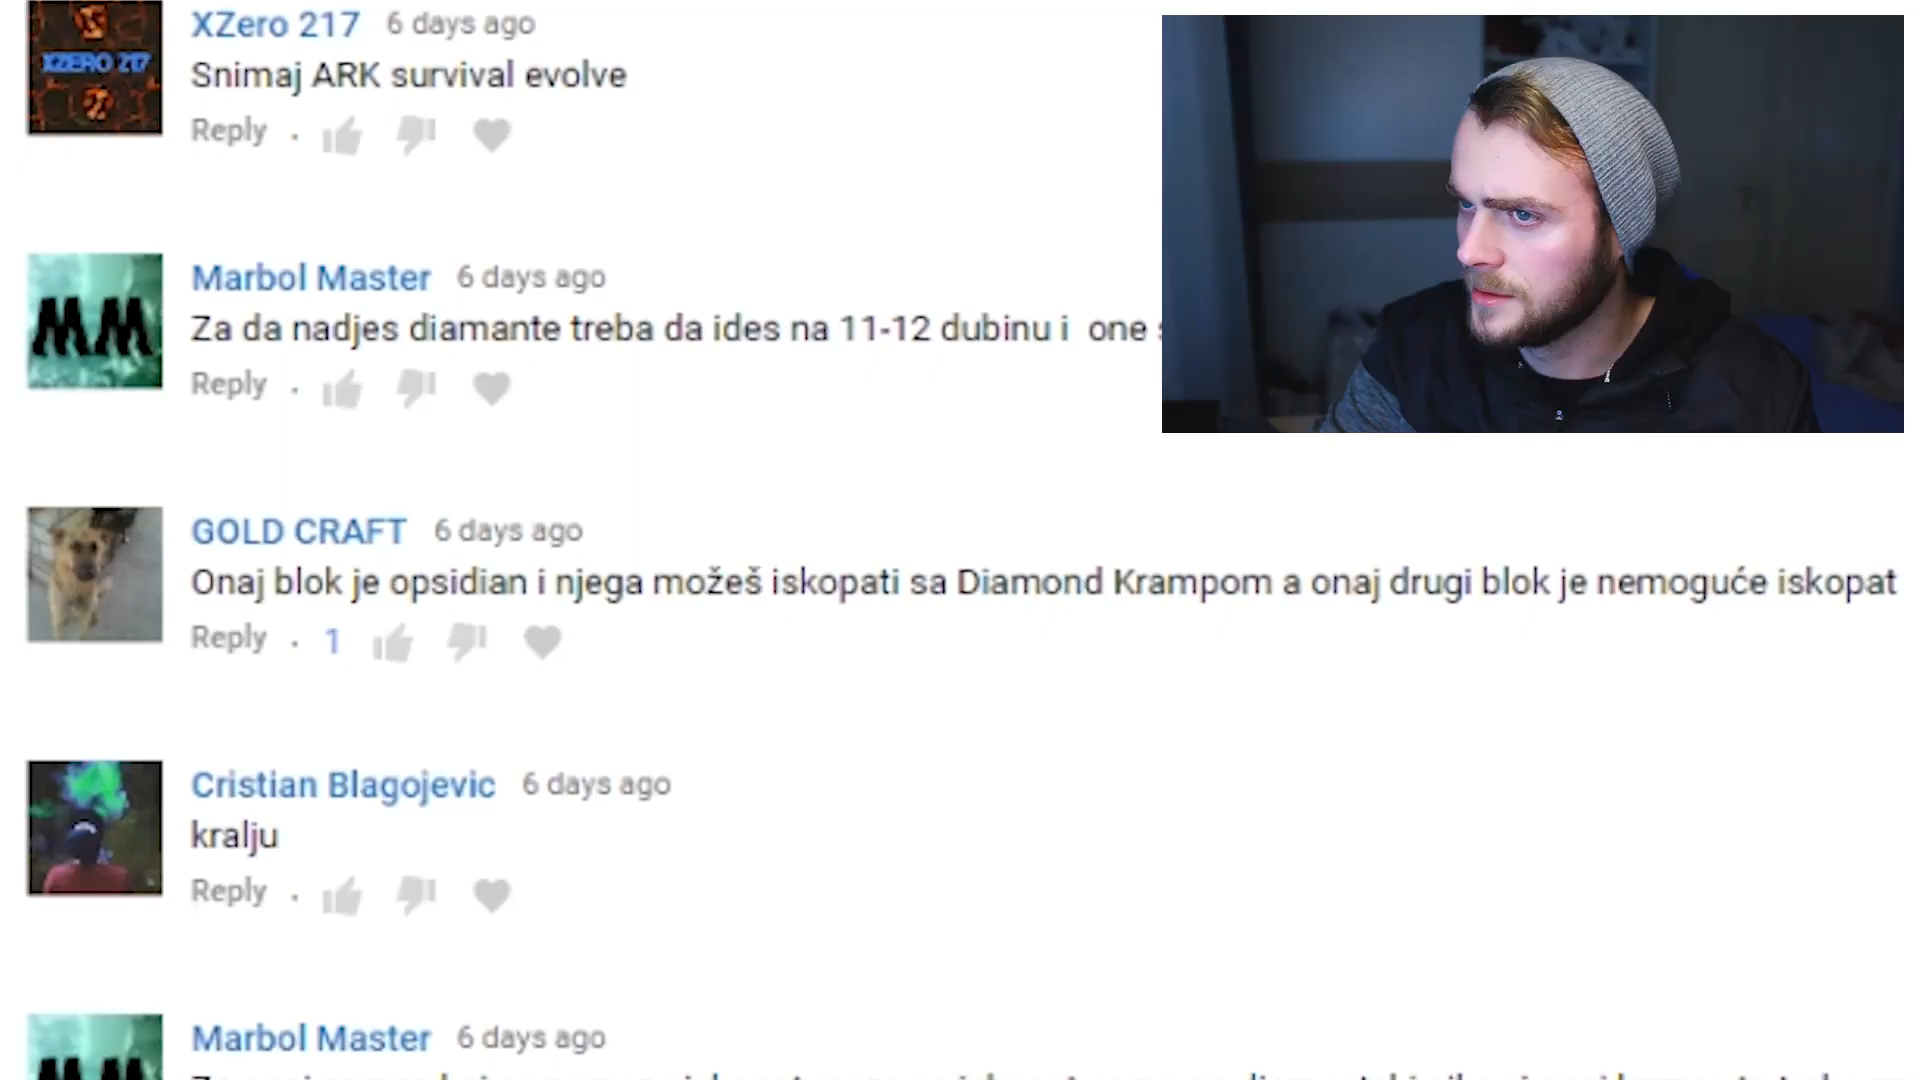 XZERO 217
XZero 217 6 days ago
Snimaj ARK survival evolve
Reply .
MM
Marbol Master 6 days ago
Za da nadjes diamante treba da ides na 11-12 dubinu i one
Reply .
GOLD CRAFT 6 days ago
Onaj blok je opsidian i njega možeš iskopati sa Diamond Krampom a onaj drugi blok je nemoguće iskopat
Reply . 1
Cristian Blagojevic 6 days ago
kralju
Reply .
Marbol Master 6 days ago